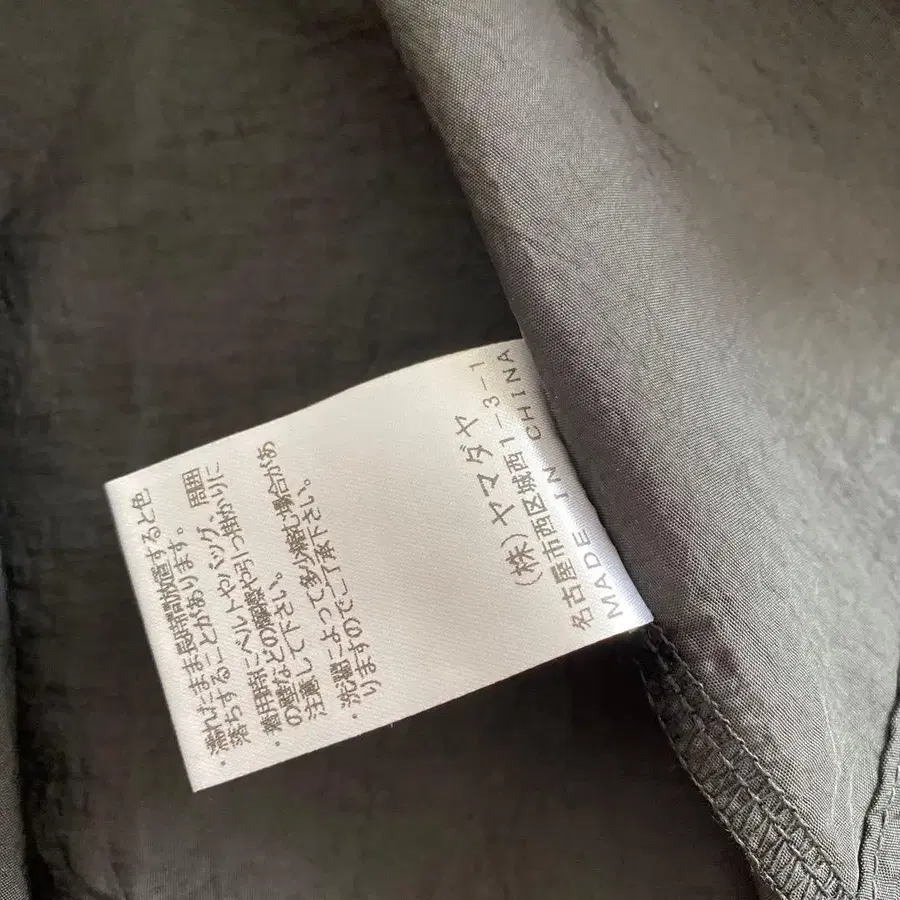 ・濡れたまま長時間放置すると色
落ちすることがあります。
・着用時にベルトやバッグ、周囲
の壁などの摩擦や引っ掛かりに
注意して下さい。
・洗濯によって多少縮む場合があ
りますのでご了承下さい。
(株)ヤマダヤ
名古屋市西区城西1-3-1
MADE IN CHINA